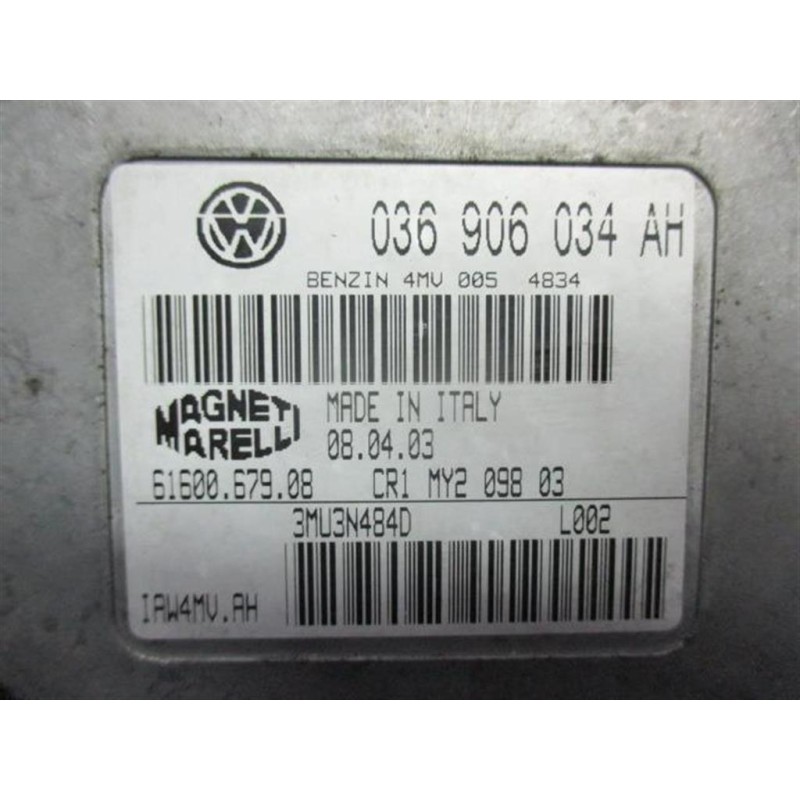 036 906 034 AH
BENZIN 4MV 005 4834
MAGNETI
MARELLI
MADE IN ITALY
08.04.03
61600.679.08 CR1 MY2 098 03
3MU3N484D L002
IAW4MV.AH